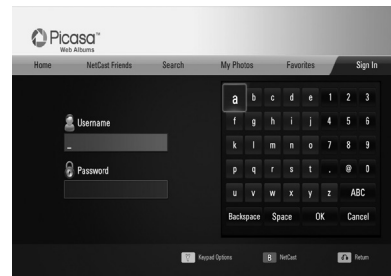 Picasa™
Web Albums
Home NetCast Friends Search My Photos Favorites Sign In
a b c d e 1 2 3
f g h i j 4 5 6
k l m n o 7 8 9
p q r s t . @ 0
u v w x y z ABC
Backspace Space OK Cancel
Username
_
Password
Keypad Options 8 NetCast Return